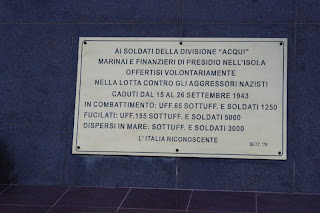 AI SOLDATI DELLA DIVISIONE "ACQUI"
MARINAI E FINANZIERI DI PRESIDIO NELL'ISOLA
OFFERTISI VOLONTARIAMENTE
NELLA LOTTA CONTRO GLI AGGRESSORI NAZISTI
CADUTI DAL 15 AL 26 SETTEMBRE 1943
IN COMBATTIMENTO: UFF.65 SOTTUFF. E SOLDATI 1250
FUCILATI: UFF.155 SOTTUFF. E SOLDATI 5000
DISPERSI IN MARE: SOTTUFF. E SOLDATI 3000
L'ITALIA RICONOSCENTE
SETT.